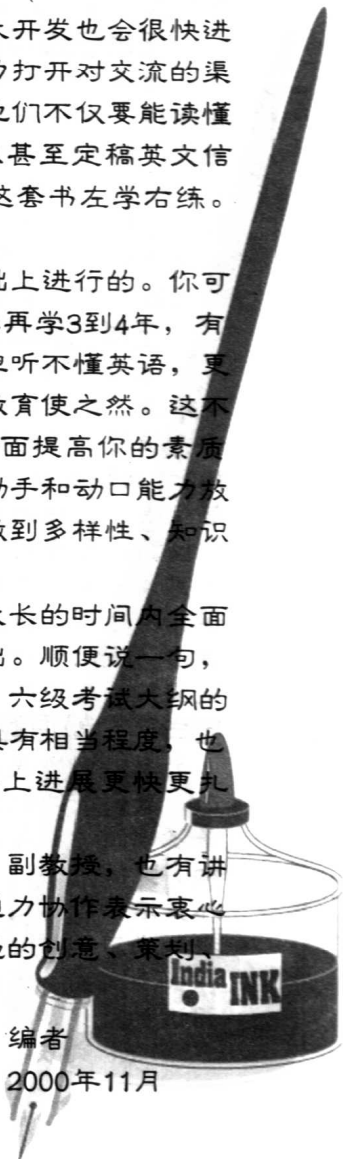 大开发也会很快进
打开对交流的渠
们不仅要能读懂
甚至定稿英文信
这套书左学右练。
上进行的。你可
再学3到4年，有
听不懂英语，更
教育使之然。这不
面提高你的素质
动手和动口能力放
做到多样性、知识
长的时间内全面
。顺便说一句，
六级考试大纲的
具有相当程度，也
上进展更快更扎
副教授，也有讲
力协作表示衷心
的创意、策划、
India INK
编者
2000年11月